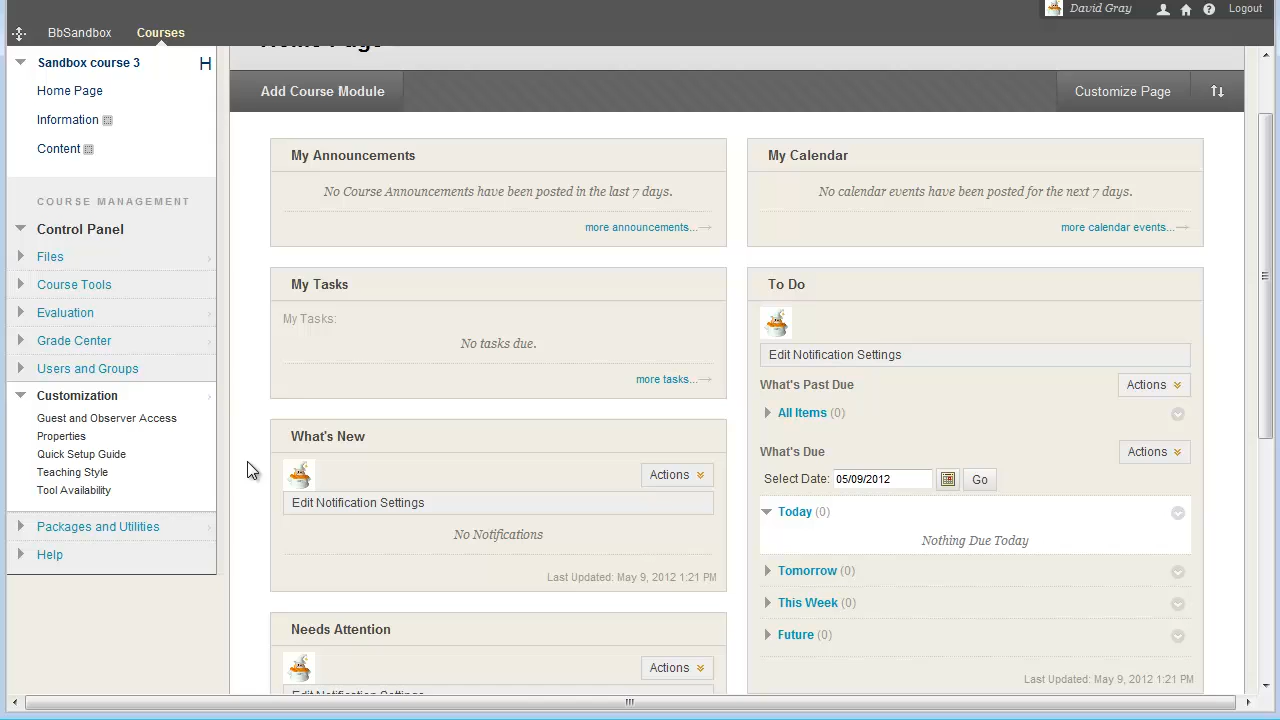 David Gray
Logout
BbSandbox
Courses
Sandbox course 3
H
Home Page
Information
Content
COURSE MANAGEMENT
Control Panel
Files
Course Tools
Evaluation
Grade Center
Users and Groups
Customization
Guest and Observer Access
Properties
Quick Setup Guide
Teaching Style
Tool Availability
Packages and Utilities
Help
Home Page
Add Course Module
Customize Page
My Announcements
No Course Announcements have been posted in the last 7 days.
more announcements...
My Tasks
My Tasks:
No tasks due.
more tasks...
What's New
Actions
Edit Notification Settings
No Notifications
Last Updated: May 9, 2012 1:21 PM
Needs Attention
Actions
Edit Notification Settings
My Calendar
No calendar events have been posted for the next 7 days.
more calendar events...
To Do
Edit Notification Settings
What's Past Due
Actions
All Items (0)
What's Due
Actions
Select Date: 05/09/2012 Go
Today (0)
Nothing Due Today
Tomorrow (0)
This Week (0)
Future (0)
Last Updated: May 9, 2012 1:21 PM